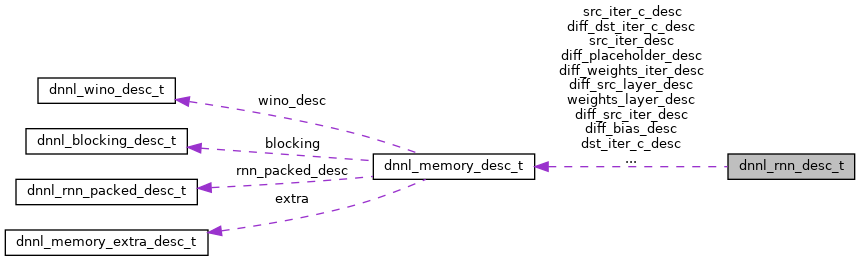 src_iter_c_desc
diff_dst_iter_c_desc
src_iter_desc
diff_placeholder_desc
diff_weights_iter_desc
diff_src_layer_desc
weights_layer_desc
diff_src_iter_desc
diff_bias_desc
dst_iter_c_desc
...
dnnl_wino_desc_t
wino_desc
dnnl_blocking_desc_t
blocking
dnnl_memory_desc_t
dnnl_rnn_desc_t
rnn_packed_desc
dnnl_rnn_packed_desc_t
extra
dnnl_memory_extra_desc_t